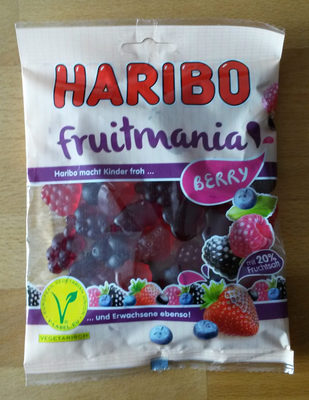 HARIBO
fruitmania
Haribo macht Kinder froh ...
BERRY
mit 20%
Fruchtsaft
V
VEGETARISCH
... und Erwachsene ebenso!